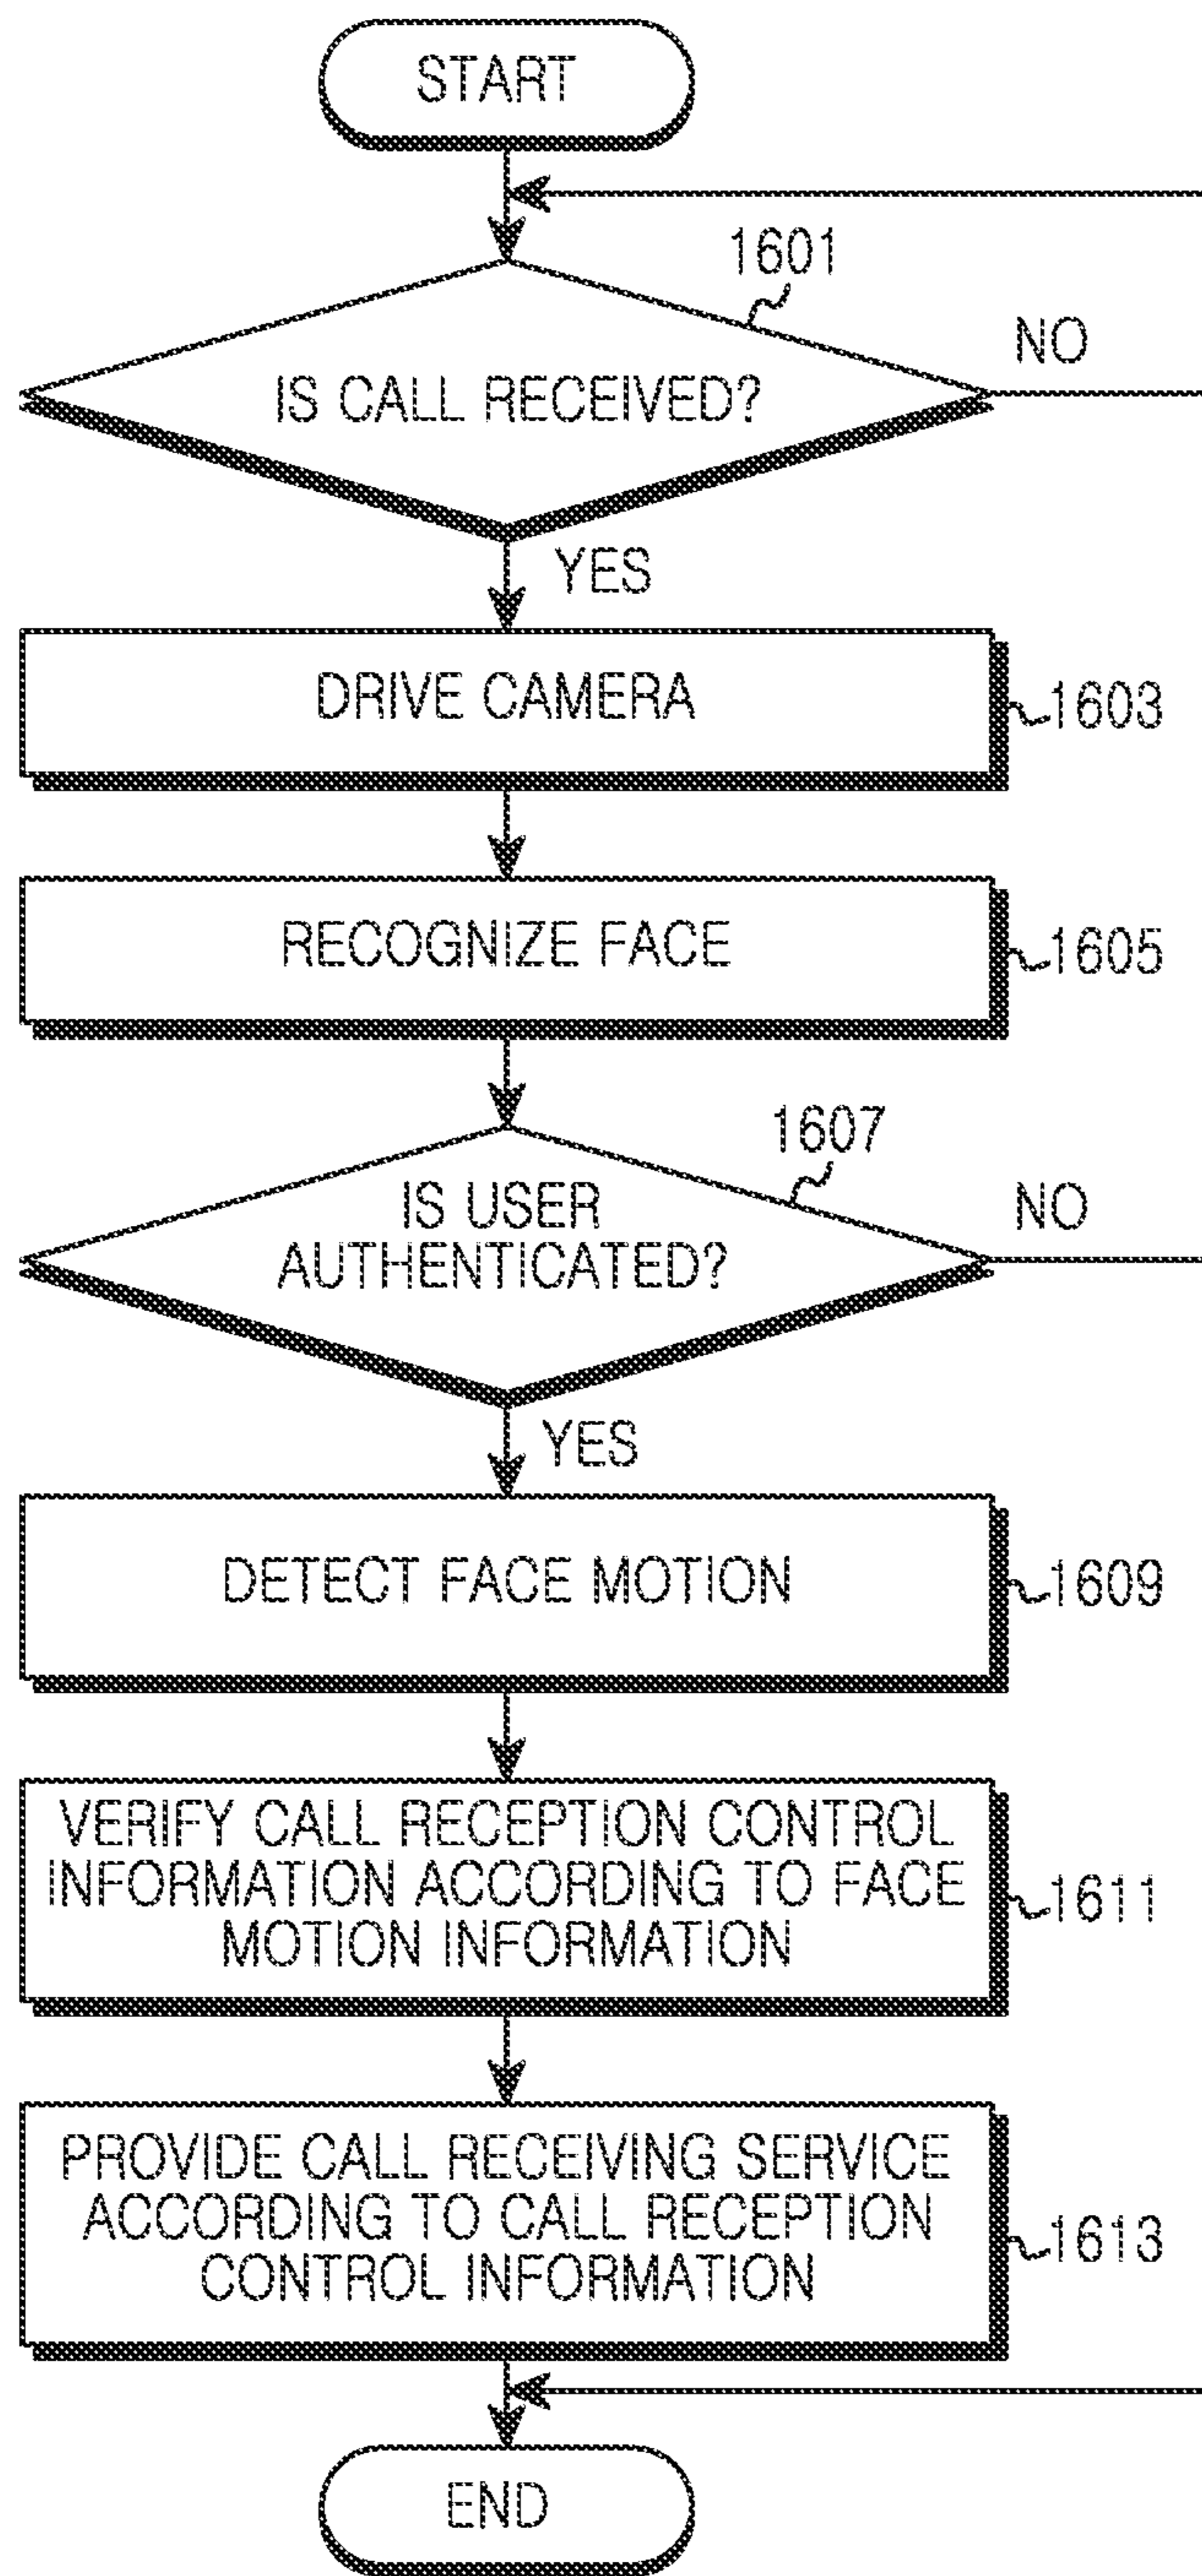 START
1601
IS CALL RECEIVED?
NO
YES
DRIVE CAMERA
1603
RECOGNIZE FACE
1605
1607
IS USER
AUTHENTICATED?
NO
YES
DETECT FACE MOTION
1609
VERIFY CALL RECEPTION CONTROL
INFORMATION ACCORDING TO FACE
MOTION INFORMATION
1611
PROVIDE CALL RECEIVING SERVICE
ACCORDING TO CALL RECEPTION
CONTROL INFORMATION
1613
END